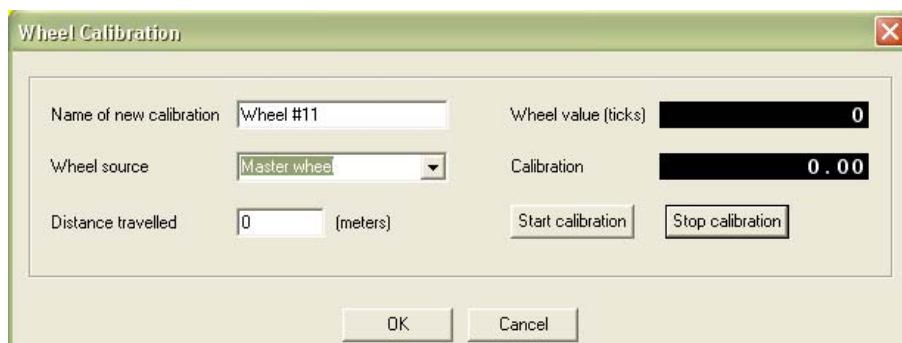 Wheel Calibration
Name of new calibration Wheel #11 Wheel value (ticks) 0
Wheel source Master wheel Calibration 0.00
Distance travelled 0 (meters) Start calibration Stop calibration
OK Cancel